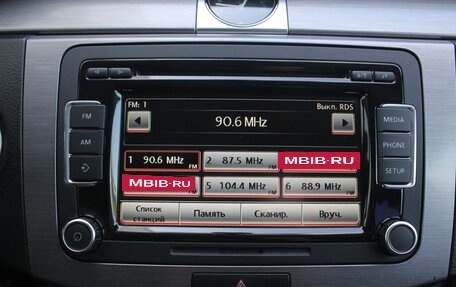 FM: 1
Выкл. RDS
FM
AM
90.6 MHz
MEDIA
PHONE
SETUP
1 90.6 MHz
2 87.5 MHz
MBIB·RU
MBIB·RU
5 104.4 MHz
6 88.9 MHz
Список станций
Память
Сканир.
Вруч.